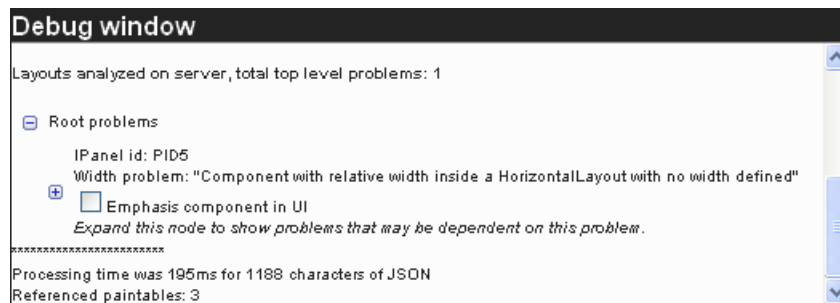 Debug window
Layouts analyzed on server, total top level problems: 1
Root problems
IPanel id: PID5
Width problem: "Component with relative width inside a HorizontalLayout with no width defined"
Emphasis component in UI
Expand this node to show problems that may be dependent on this problem.
************************
Processing time was 195ms for 1188 characters of JSON
Referenced paintables: 3